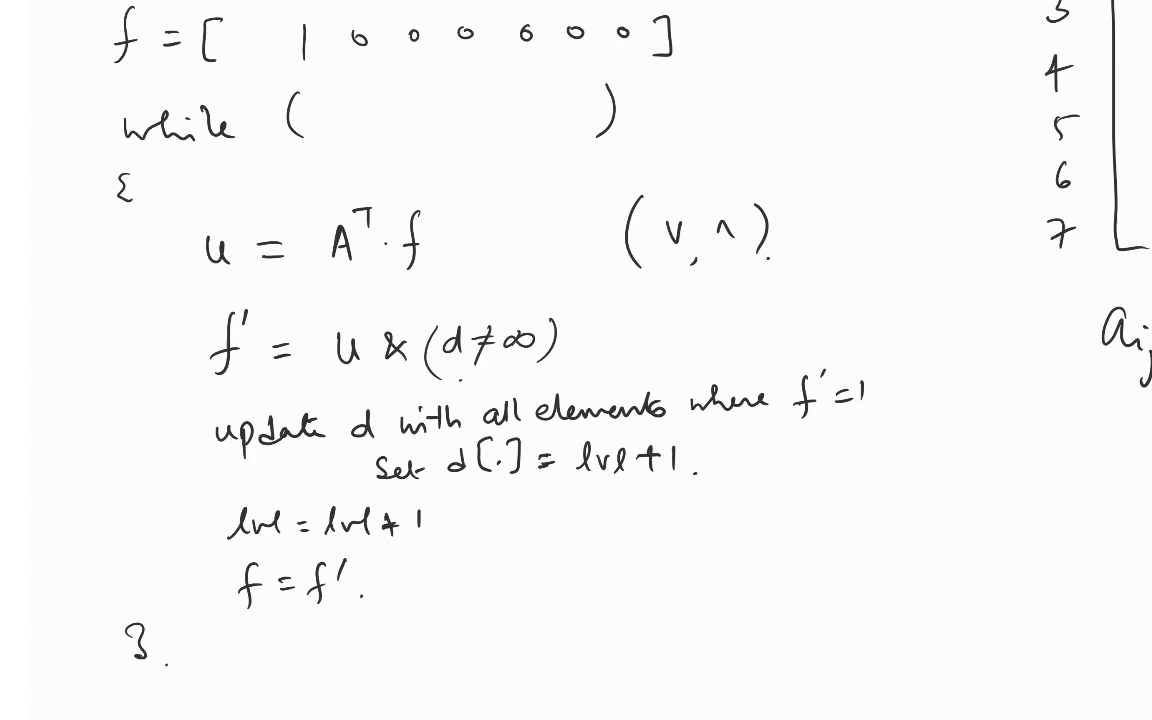 f = [ 1 0 0 0 0 0 0 ]
while ( )
{
u = Aᵀ · f (∨, ∧).
f' = u & (d ≠ ∞)
update d with all elements where f' = 1
Set d[.] = lvl + 1.
lvl = lvl + 1
f = f'.
}.
3
4
5
6
7
aij